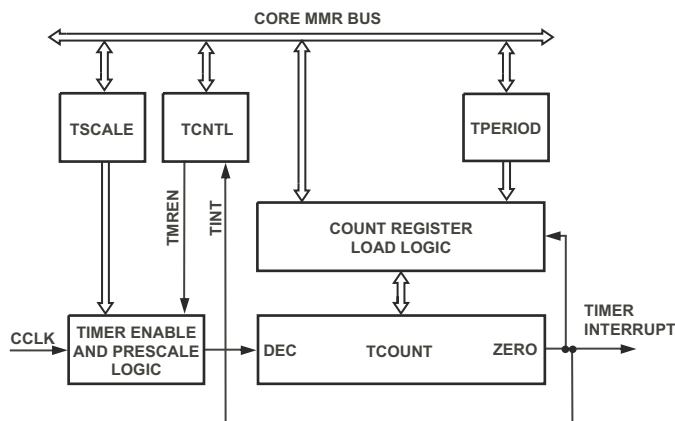 CORE MMR BUS
TSCALE
TCNTL
TPERIOD
TMREN
TINT
COUNT REGISTER
LOAD LOGIC
CCLK
TIMER ENABLE
AND PRESCALE
LOGIC
DEC
TCOUNT
ZERO
TIMER
INTERRUPT